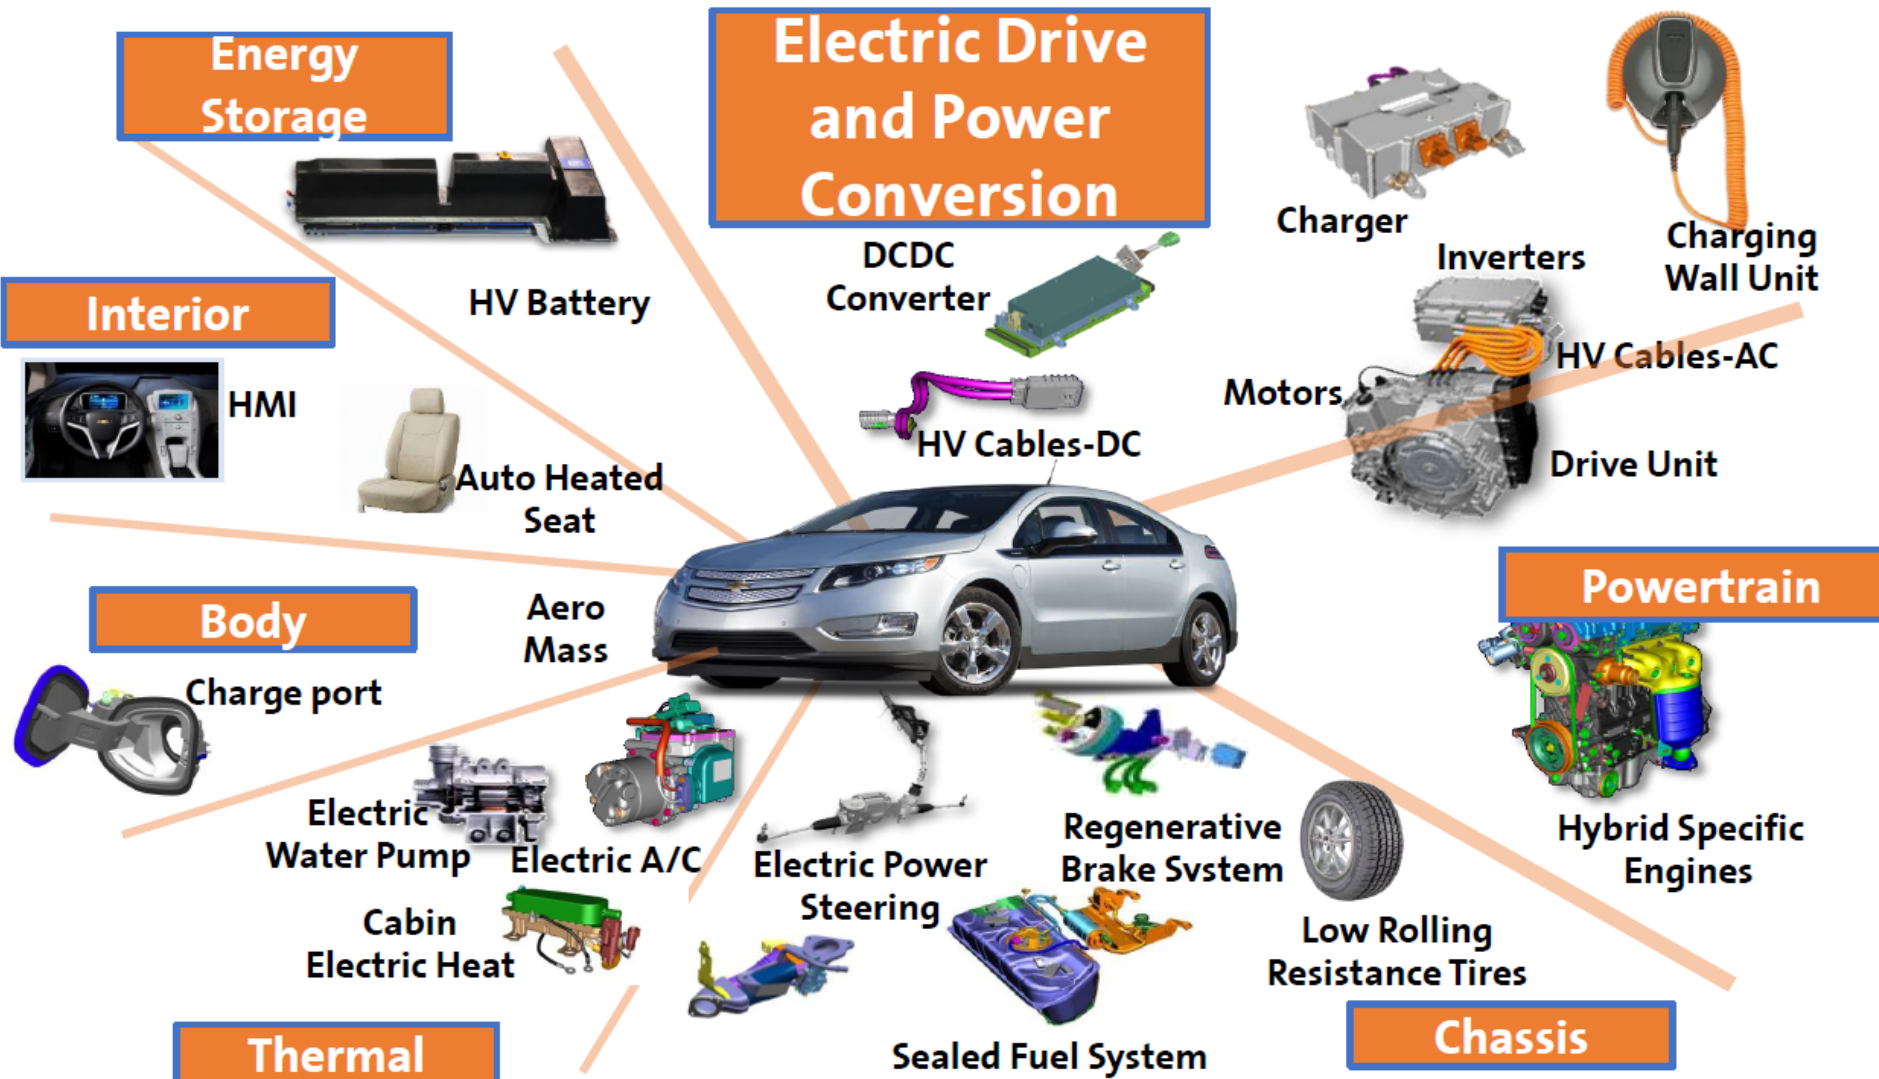 Energy
Storage
Electric Drive
and Power
Conversion
Charger
Charging
Wall Unit
Inverters
DCDC
Converter
HV Battery
Interior
HV Cables-AC
HMI
Motors
HV Cables-DC
Auto Heated
Seat
Drive Unit
Powertrain
Aero
Mass
Body
Charge port
Electric
Water Pump
Electric A/C
Electric Power
Steering
Regenerative
Brake System
Hybrid Specific
Engines
Cabin
Electric Heat
Low Rolling
Resistance Tires
Thermal
Sealed Fuel System
Chassis